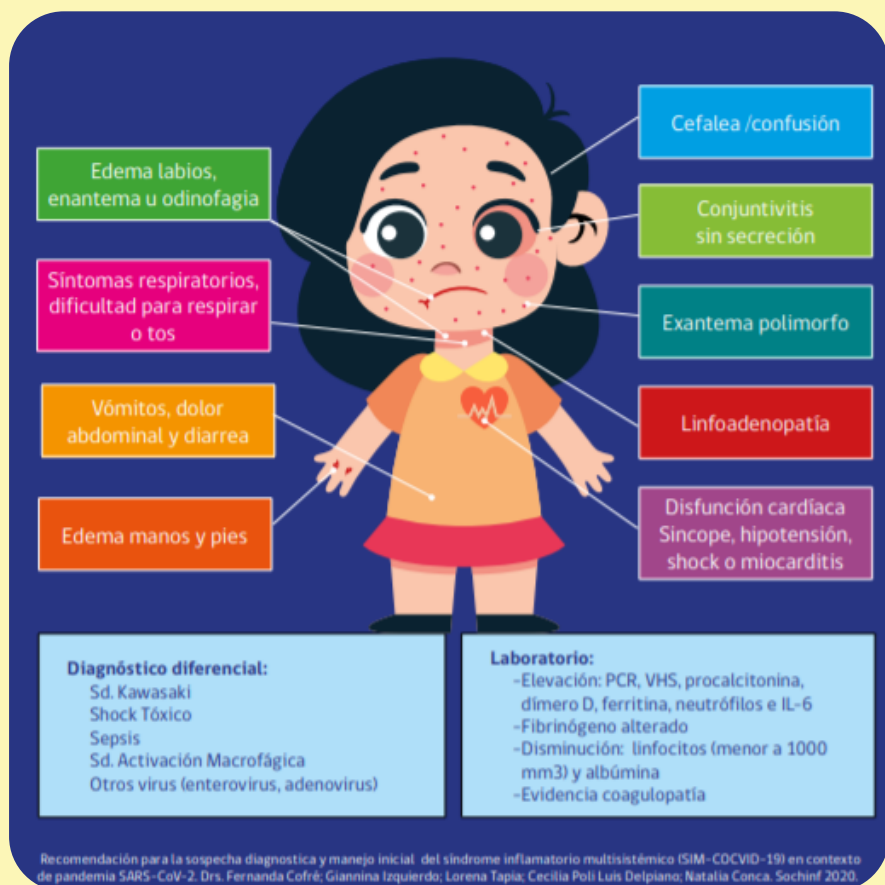 Edema labios,
enantema u odinofagia
Síntomas respiratorios,
dificultad para respirar
o tos
Vómitos, dolor
abdominal y diarrea
Edema manos y pies
Cefalea /confusión
Conjuntivitis
sin secreción
Exantema polimorfo
Linfoadenopatía
Disfunción cardíaca
Sincope, hipotensión,
shock o miocarditis
Diagnóstico diferencial:
Sd. Kawasaki
Shock Tóxico
Sepsis
Sd. Activación Macrofágica
Otros virus (enterovirus, adenovirus)
Laboratorio:
-Elevación: PCR, VHS, procalcitonina,
dímero D, ferritina, neutrófilos e IL-6
-Fibrinógeno alterado
-Disminución: linfocitos (menor a 1000
mm3) y albúmina
-Evidencia coagulopatía
Recomendación para la sospecha diagnostica y manejo inicial del síndrome inflamatorio multisistémico (SIM-COCVID-19) en contexto
de pandemia SARS-CoV-2. Drs. Fernanda Cofré; Giannina Izquierdo; Lorena Tapia; Cecilia Poli Luis Delpiano; Natalia Conca. Sochinf 2020.